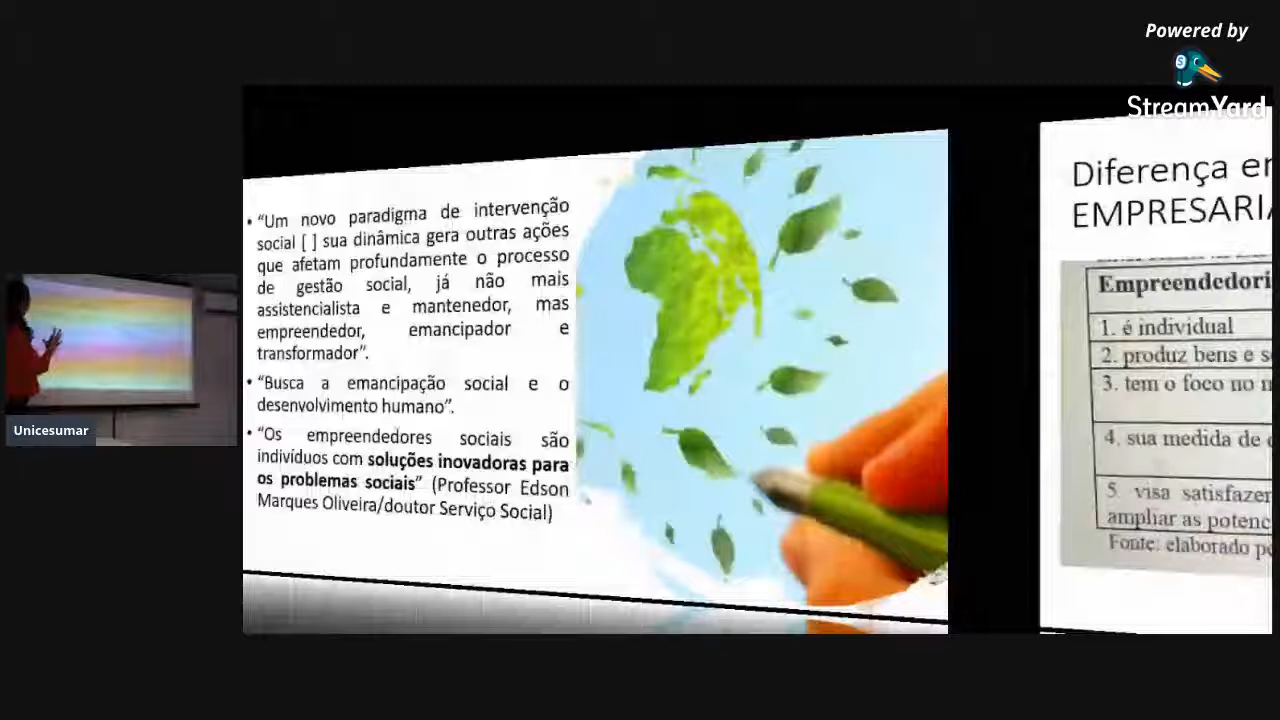 Powered by
StreamYard
• “Um novo paradigma de intervenção
social [ ] sua dinâmica gera outras ações
que afetam profundamente o processo
de gestão social, já não mais
assistencialista e mantenedor, mas
empreendedor, emancipador e
transformador”.
• “Busca a emancipação social e o
desenvolvimento humano”.
• “Os empreendedores sociais são
indivíduos com soluções inovadoras para
os problemas sociais” (Professor Edson
Marques Oliveira/doutor Serviço Social)
Unicesumar
Diferença
EMPRESARI
Empreendedori
1. é individual
2. produz bens e
3. tem o foco no
4. sua medida de
5. visa satisfazer
ampliar as potenc
Fonte: elaborado